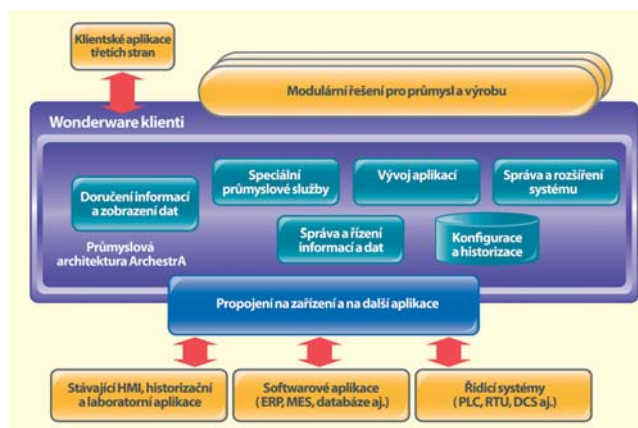 Klientské aplikace
třetích stran
Modulární řešení pro průmysl a výrobu
Wonderware klienti
Speciální
průmyslové služby
Vývoj aplikací
Správa a rozšíření
systému
Doručení informací
a zobrazení dat
Správa a řízení
informací a dat
Konfigurace
a historizace
Průmyslová
architektura ArchestrA
Propojení na zařízení a na další aplikace
Stávající HMI, historizační
a laboratorní aplikace
Softwarové aplikace
(ERP, MES, databáze aj.)
Řídicí systémy
(PLC, RTU, DCS aj.)